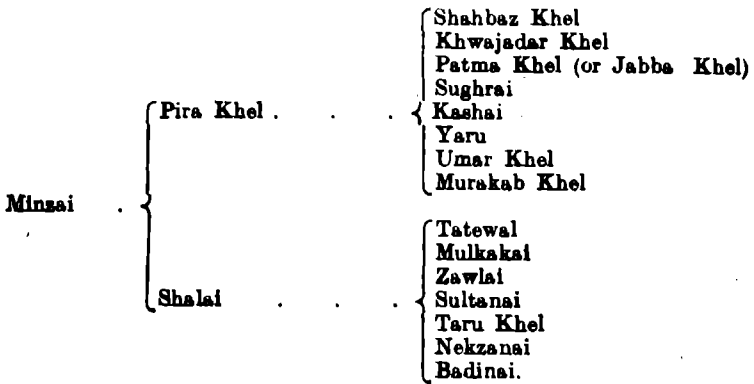 Shahbaz Khel
Khwajadar Khel
Patma Khel (or Jabba Khel)
Sughrai
Pira Khel . . . Kashai
Yaru
Umar Khel
Murakab Khel
Minzai .
Tatewal
Mulkakai
Zawlai
Shalai . . . Sultanai
Taru Khel
Nekzanai
Badinai.